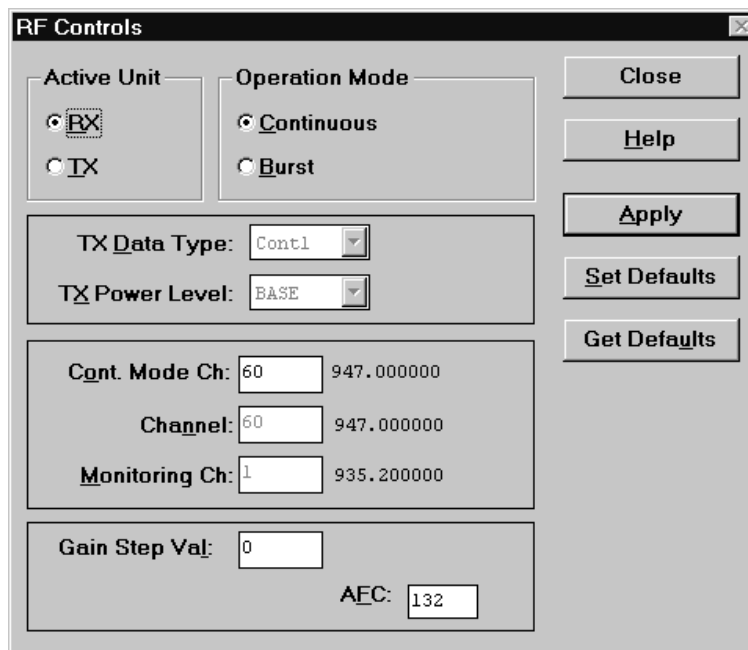 RF Controls
Active Unit
RX
TX
Operation Mode
Continuous
Burst
TX Data Type: Cont1
TX Power Level: BASE
Cont. Mode Ch: 60 947.000000
Channel: 60 947.000000
Monitoring Ch: 1 935.200000
Gain Step Val: 0
AFC: 132
Close
Help
Apply
Set Defaults
Get Defaults